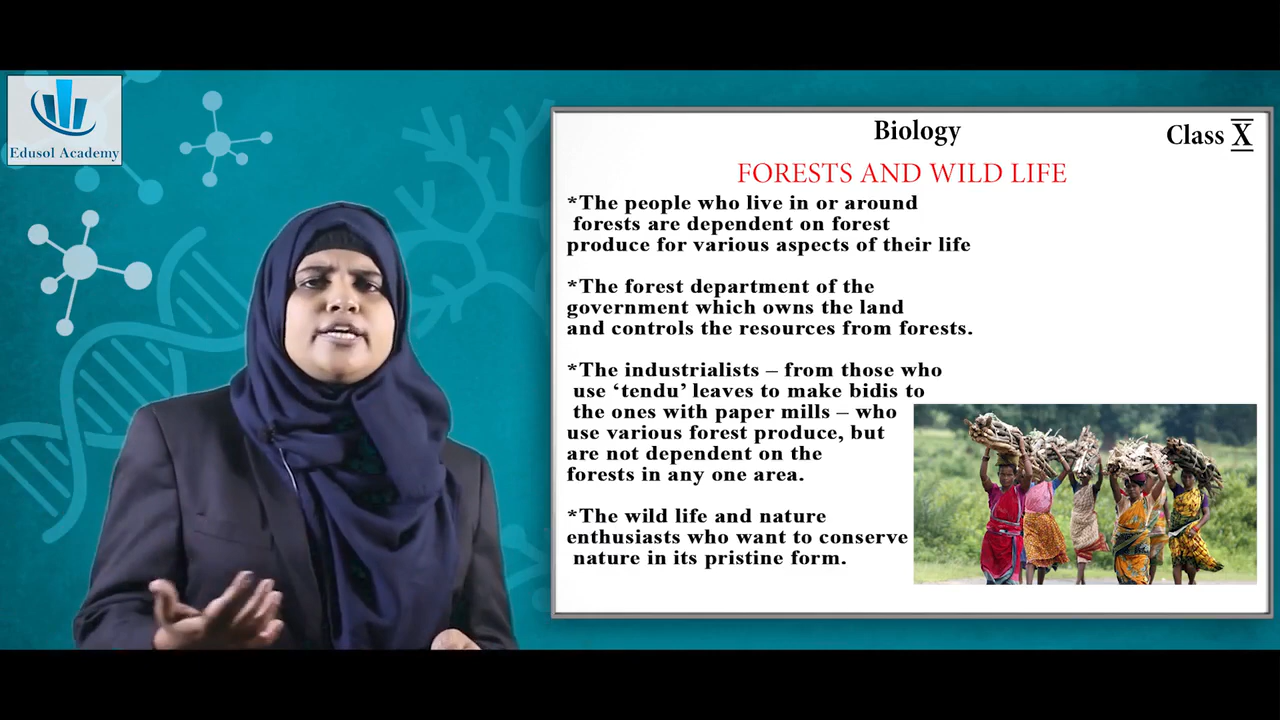 Edusol Academy
Biology
Class X
FORESTS AND WILD LIFE
*The people who live in or around
forests are dependent on forest
produce for various aspects of their life
*The forest department of the
government which owns the land
and controls the resources from forests.
*The industrialists – from those who
use ‘tendu’ leaves to make bidis to
the ones with paper mills – who
use various forest produce, but
are not dependent on the
forests in any one area.
*The wild life and nature
enthusiasts who want to conserve
nature in its pristine form.